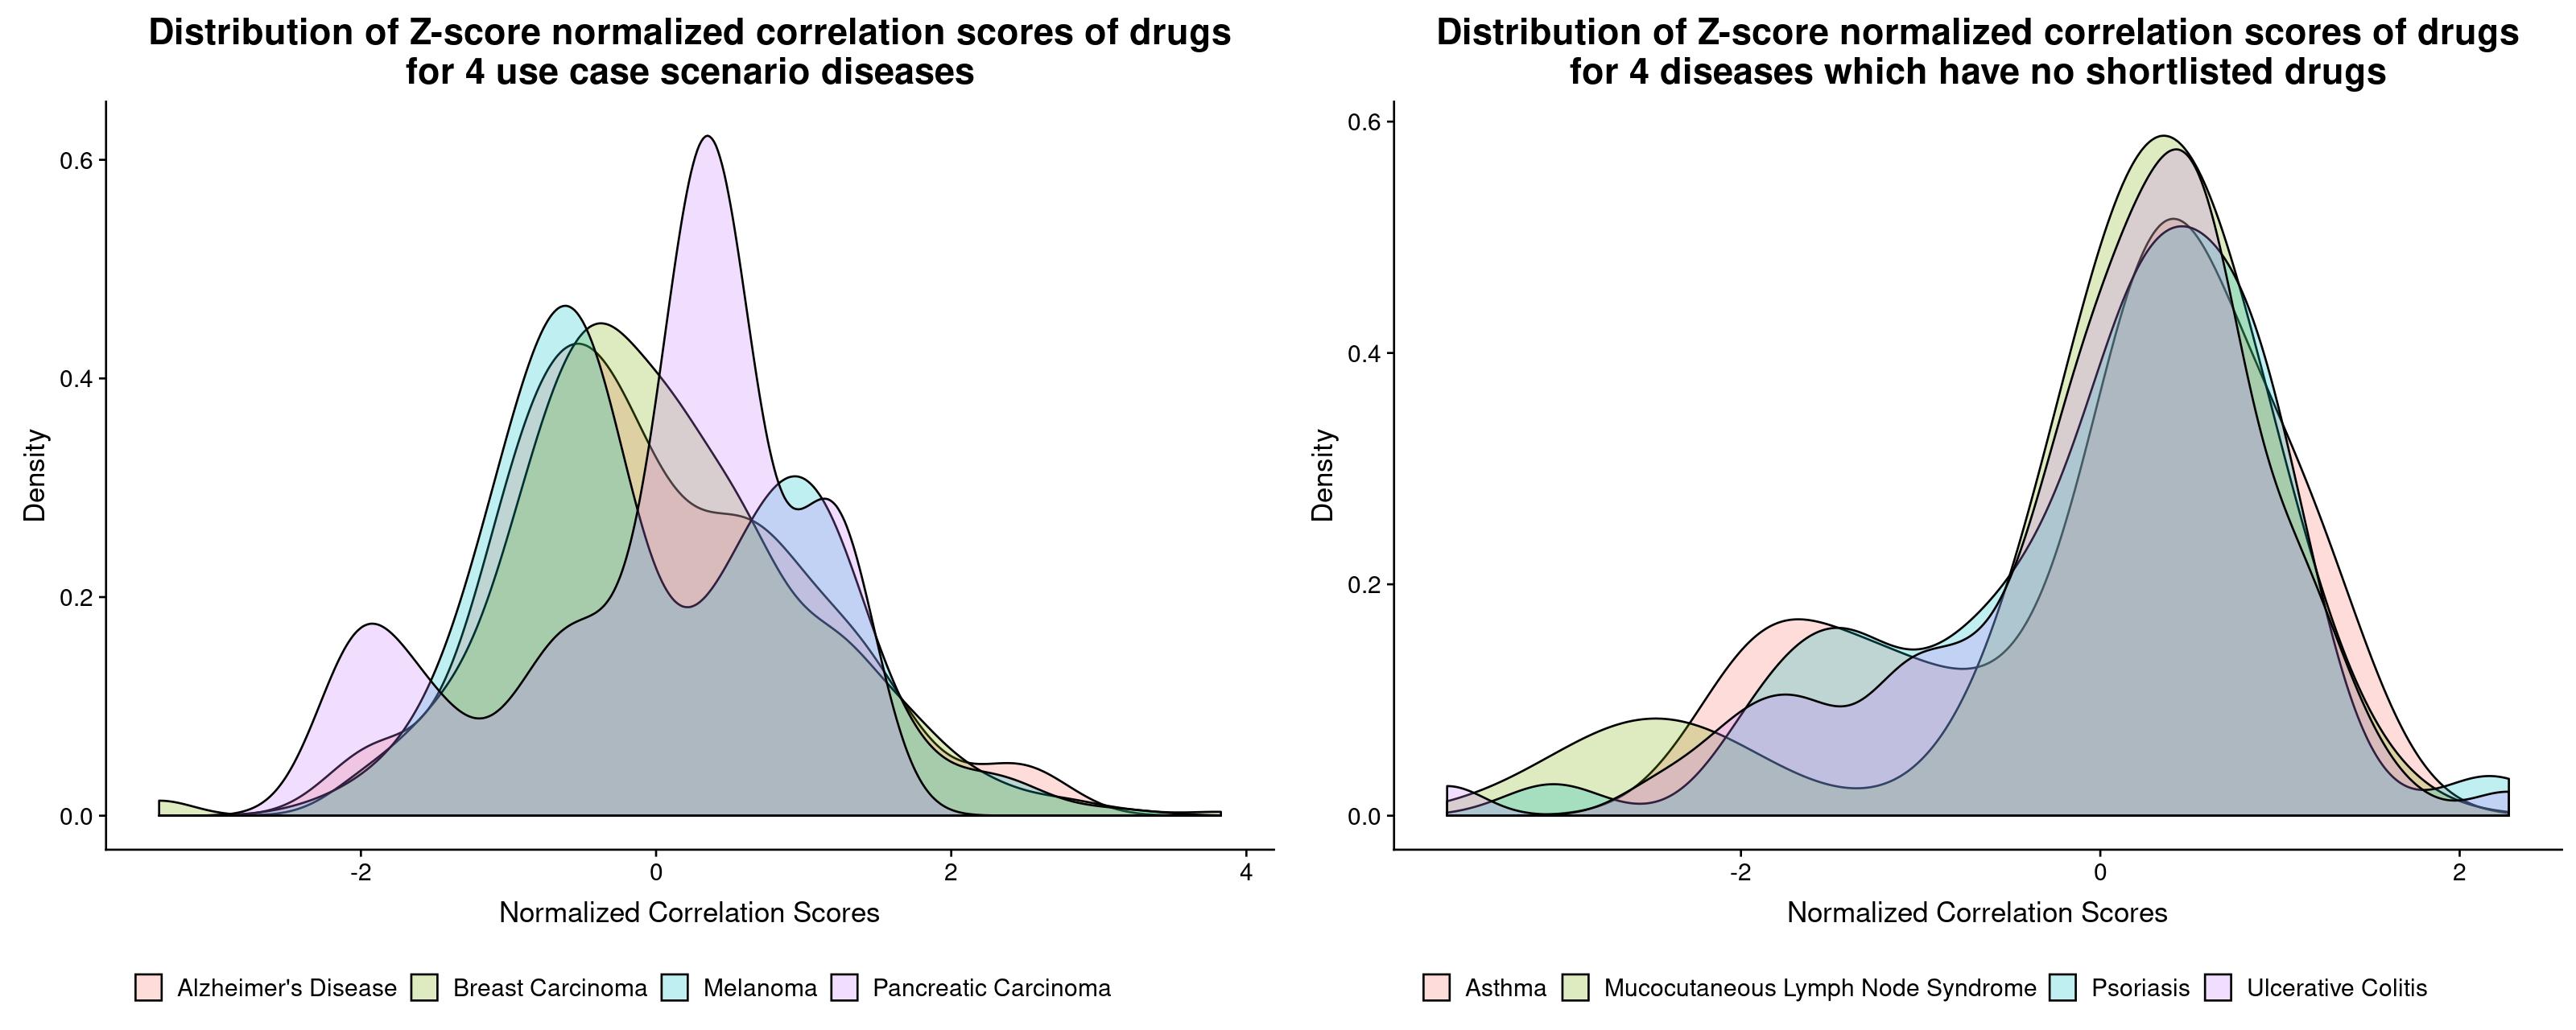 Distribution of Z-score normalized correlation scores of drugs
for 4 use case scenario diseases
0.6
0.4
0.2
0.0
Density
-2
0
2
4
Normalized Correlation Scores
Alzheimer's Disease
Breast Carcinoma
Melanoma
Pancreatic Carcinoma
Distribution of Z-score normalized correlation scores of drugs
for 4 diseases which have no shortlisted drugs
0.6
0.4
0.2
0.0
Density
-2
0
2
Normalized Correlation Scores
Asthma
Mucocutaneous Lymph Node Syndrome
Psoriasis
Ulcerative Colitis